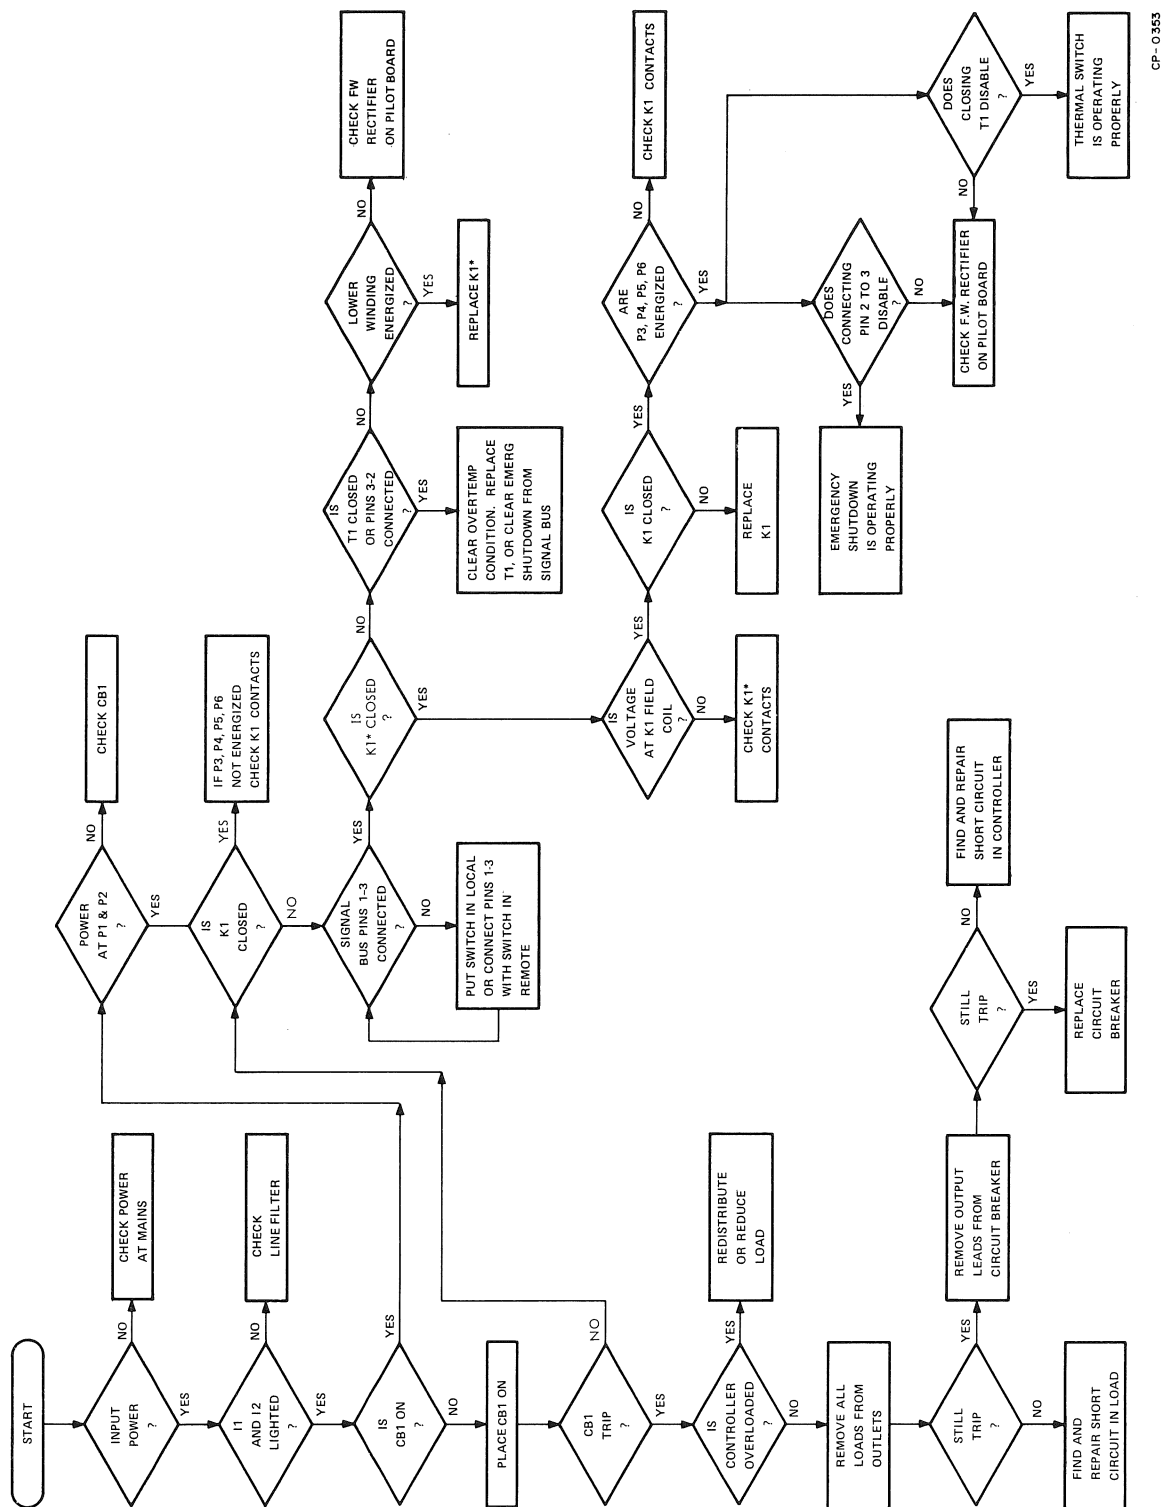 START
INPUT
POWER
?
NO
CHECK POWER
AT MAINS
YES
I1
AND I2
LIGHTED
?
NO
CHECK
LINE FILTER
YES
IS
CB1 ON
?
YES
NO
PLACE CB1 ON
CB1
TRIP
?
NO
YES
IS
CONTROLLER
OVERLOADED
?
YES
REDISTRIBUTE
OR REDUCE
LOAD
NO
REMOVE ALL
LOADS FROM
OUTLETS
STILL
TRIP
?
YES
REMOVE OUTPUT
LEADS FROM
CIRCUIT BREAKER
NO
FIND AND
REPAIR SHORT
CIRCUIT IN LOAD
STILL
TRIP
?
NO
FIND AND REPAIR
SHORT CIRCUIT
IN CONTROLLER
YES
REPLACE
CIRCUIT
BREAKER
POWER
AT P1 & P2
?
NO
CHECK CB1
YES
IS
K1
CLOSED
?
YES
IF P3, P4, P5, P6
NOT ENERGIZED
CHECK K1 CONTACTS
NO
SIGNAL
BUS PINS 1-3
CONNECTED
?
YES
NO
PUT SWITCH IN LOCAL
OR CONNECT PINS 1-3
WITH SWITCH IN
REMOTE
IS
K1* CLOSED
?
NO
YES
IS
T1 CLOSED
OR PINS 3-2
CONNECTED
?
NO
YES
CLEAR OVERTEMP
CONDITION. REPLACE
T1, OR CLEAR EMERG
SHUTDOWN FROM
SIGNAL BUS
LOWER
WINDING
ENERGIZED
?
NO
CHECK FW
RECTIFIER
ON PILOT BOARD
YES
REPLACE K1*
IS
VOLTAGE
AT K1 FIELD
COIL
?
YES
NO
CHECK K1*
CONTACTS
IS
K1 CLOSED
?
YES
NO
REPLACE
K1
ARE
P3, P4, P5, P6
ENERGIZED
?
NO
CHECK K1 CONTACTS
YES
DOES
CONNECTING
PIN 2 TO 3
DISABLE
?
YES
EMERGENCY
SHUTDOWN
IS OPERATING
PROPERLY
NO
CHECK F.W. RECTIFIER
ON PILOT BOARD
DOES
CLOSING
T1 DISABLE
?
NO
YES
THERMAL SWITCH
IS OPERATING
PROPERLY
CP-0353